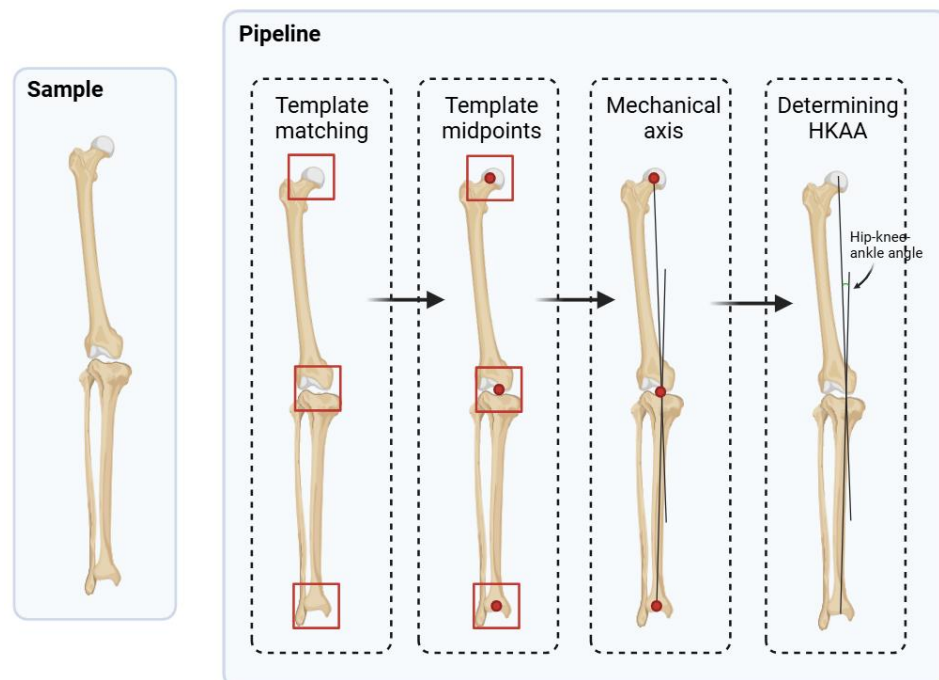 Pipeline
Sample
Template
matching
Template
midpoints
Mechanical
axis
Determining
HKAA
Hip-knee-
ankle angle